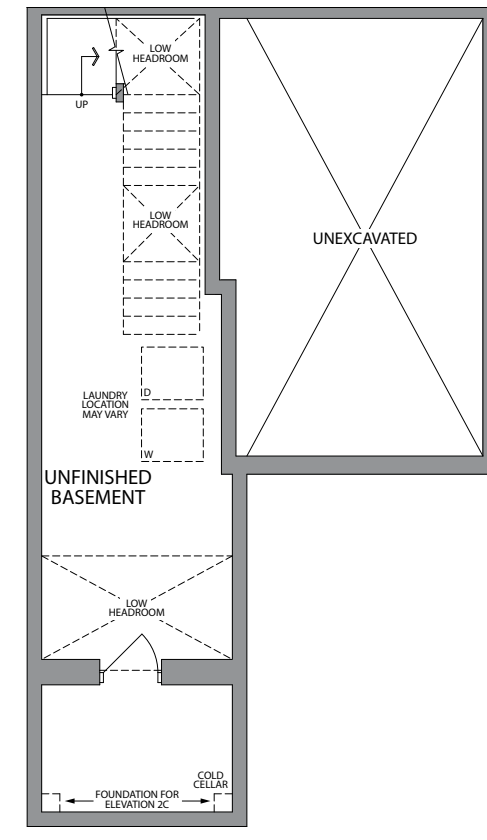 LOW
HEADROOM
UP
LOW
HEADROOM
UNEXCAVATED
D
LAUNDRY
LOCATION
MAY VARY
W
UNFINISHED
BASEMENT
LOW
HEADROOM
COLD
CELLAR
FOUNDATION FOR
ELEVATION 2C